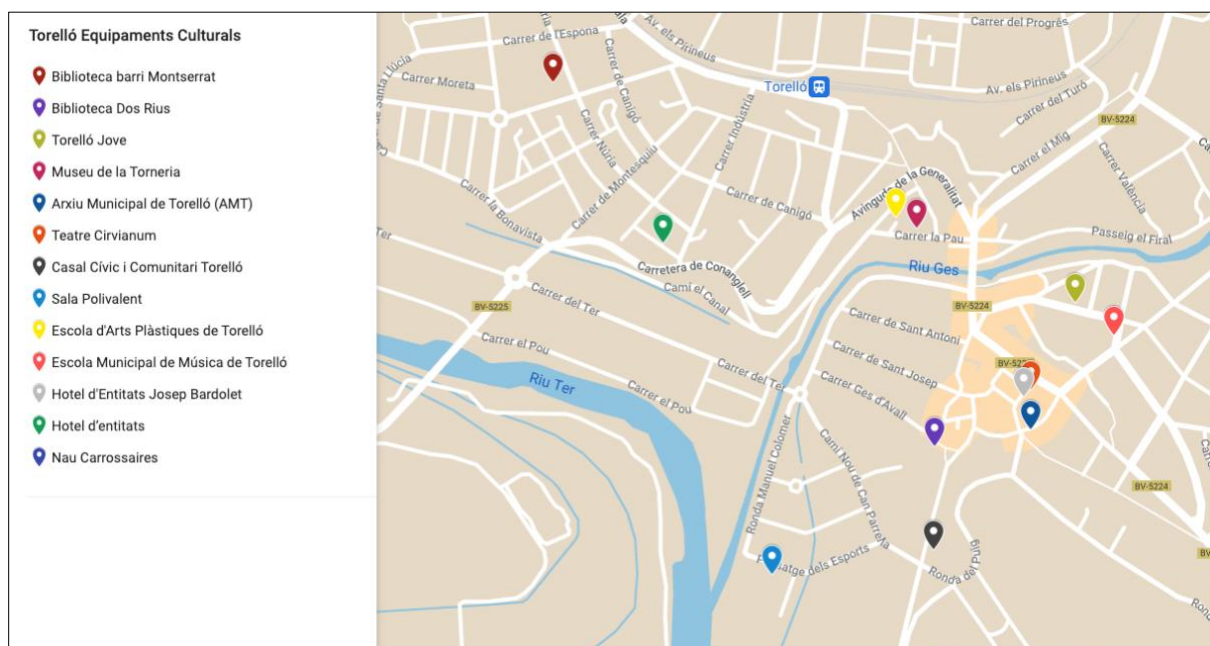 Torelló Equipaments Culturals
Biblioteca barri Montserrat
Biblioteca Dos Rius
Torelló Jove
Museu de la Torneria
Arxiu Municipal de Torelló (AMT)
Teatre Cirvianum
Casal Cívic i Comunitari Torelló
Sala Polivalent
Escola d'Arts Plàstiques de Torelló
Escola Municipal de Música de Torelló
Hotel d'Entitats Josep Bardolet
Hotel d'entitats
Nau Carrossaires
Carrer del Progrés
Carrer de l'Espona
Av. els Pirineus
Santa Llúcia
Carrer Moreta
Carrer de Canigó
Torelló
Av. els Pirineus
Carrer del Turó
BV-5224
Carrer el Mig
Carrer Indústria
Carrer Núria
Carrer de Montesquiu
Carrer València
Avinguda de la Generalitat
Carrer la Bonavista
Carrer de Canigó
Carrer la Pau
Passeig el Firal
Ter
Riu Ges
Carretera de Conanglell
Camí el Canal
BV-5225
Carrer del Ter
BV-5224
Carrer de Sant Antoni
Carrer el Pou
Carrer de Sant Josep
Riu Ter
Carrer del Ter
Carrer Ges d'Avall
Carrer el Pou
Ronda Manuel Colomer
Camí Nou de Can Parrella
Carrer
BV-5224
dels Esports
Ronda del Puig